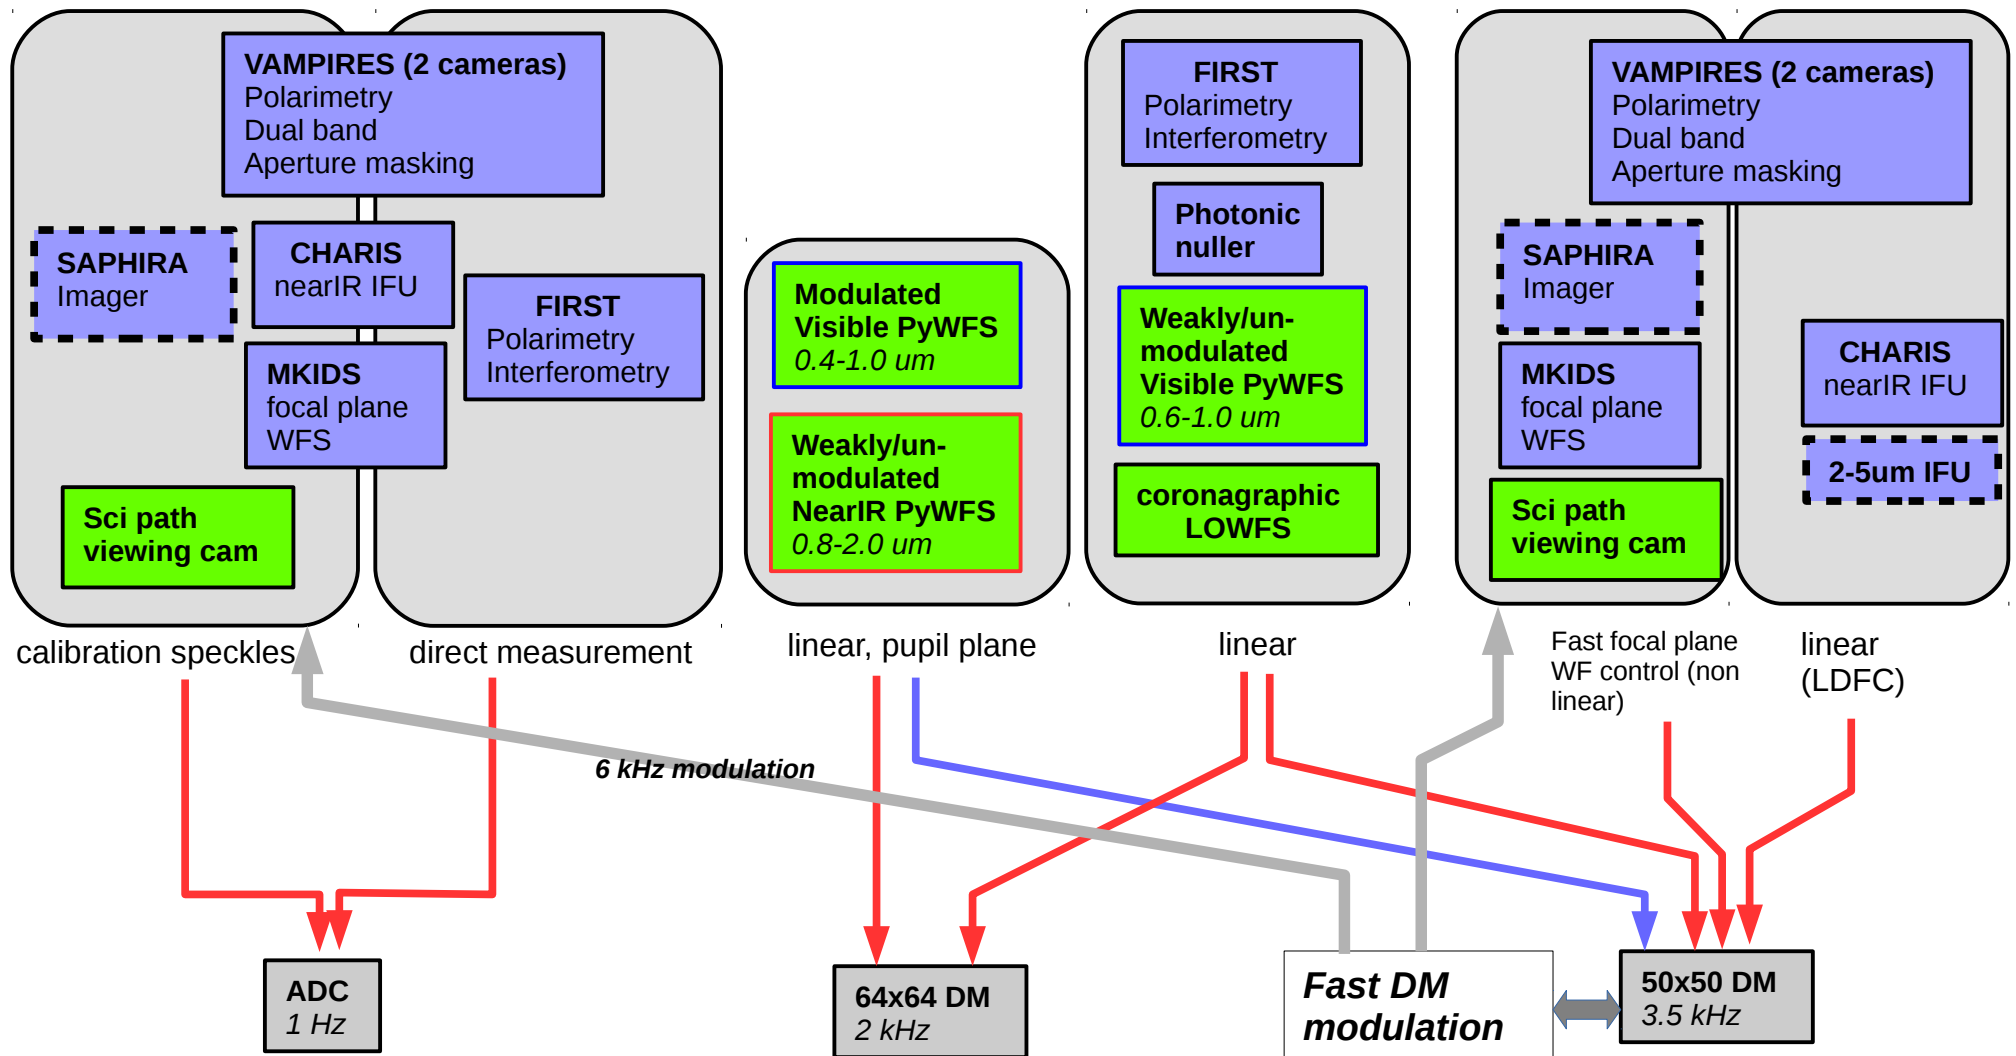 VAMPIRES (2 cameras)
Polarimetry
Dual band
Aperture masking
SAPHIRA
Imager
CHARIS
nearIR IFU
MKIDS
focal plane
WFS
FIRST
Polarimetry
Interferometry
Sci path
viewing cam
Modulated
Visible PyWFS
0.4-1.0 um
Weakly/un-
modulated
NearIR PyWFS
0.8-2.0 um
FIRST
Polarimetry
Interferometry
Photonic
nuller
Weakly/un-
modulated
Visible PyWFS
0.6-1.0 um
coronagraphic
LOWFS
VAMPIRES (2 cameras)
Polarimetry
Dual band
Aperture masking
SAPHIRA
Imager
MKIDS
focal plane
WFS
Sci path
viewing cam
CHARIS
nearIR IFU
2-5um IFU
calibration speckles
direct measurement
linear, pupil plane
linear
Fast focal plane
WF control (non
linear)
linear
(LDFC)
6 kHz modulation
ADC
1 Hz
64x64 DM
2 kHz
Fast DM
modulation
50x50 DM
3.5 kHz